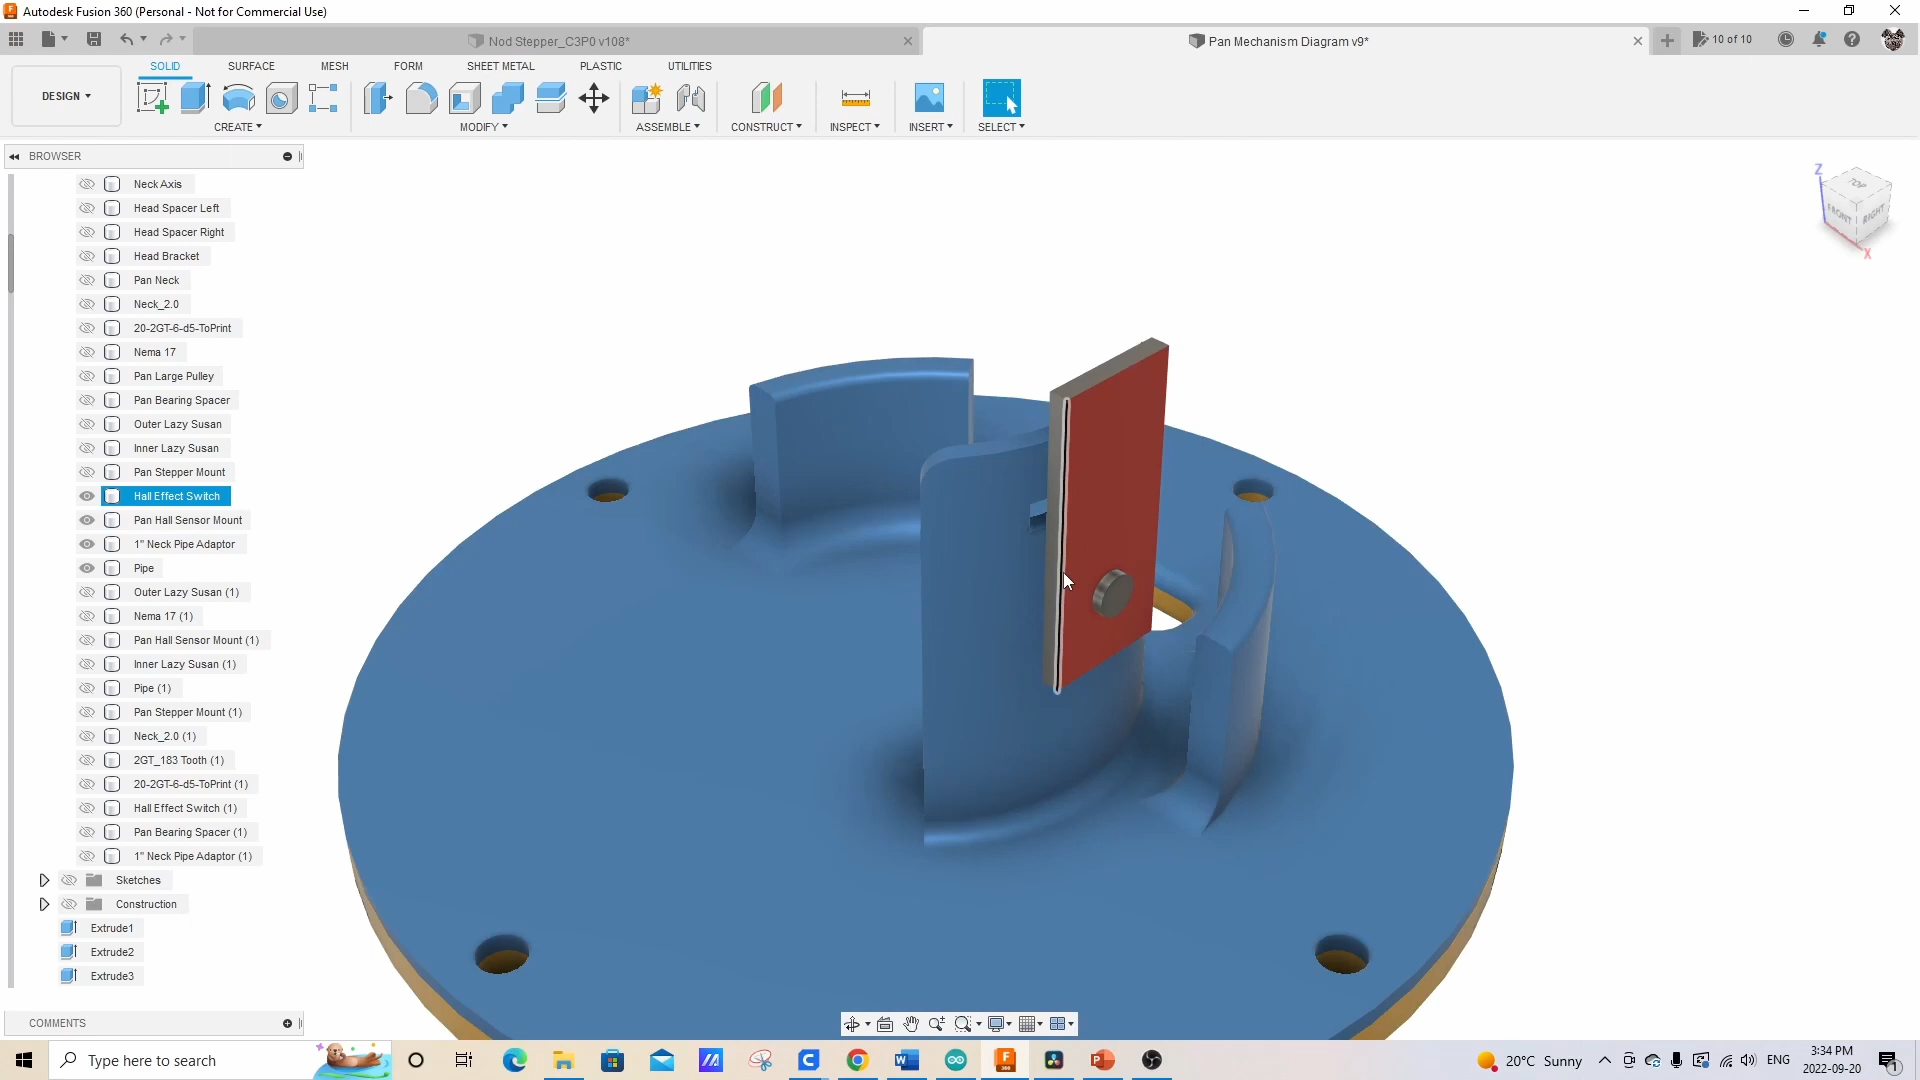 Autodesk Fusion 360 (Personal - Not for Commercial Use)
Nod Stepper_C3P0 v108*
Pan Mechanism Diagram v9*
10 of 10
DESIGN
SOLID
SURFACE
MESH
FORM
SHEET METAL
PLASTIC
UTILITIES
CREATE
MODIFY
ASSEMBLE
CONSTRUCT
INSPECT
INSERT
SELECT
BROWSER
Neck Axis
Head Spacer Left
Head Spacer Right
Head Bracket
Pan Neck
Neck_2.0
20-2GT-6-d5-ToPrint
Nema 17
Pan Large Pulley
Pan Bearing Spacer
Outer Lazy Susan
Inner Lazy Susan
Pan Stepper Mount
Hall Effect Switch
Pan Hall Sensor Mount
1" Neck Pipe Adaptor
Pipe
Outer Lazy Susan (1)
Nema 17 (1)
Pan Hall Sensor Mount (1)
Inner Lazy Susan (1)
Pipe (1)
Pan Stepper Mount (1)
Neck_2.0 (1)
2GT_183 Tooth (1)
20-2GT-6-d5-ToPrint (1)
Hall Effect Switch (1)
Pan Bearing Spacer (1)
1" Neck Pipe Adaptor (1)
Sketches
Construction
Extrude1
Extrude2
Extrude3
COMMENTS
Z
TOP
FRONT
RIGHT
X
Type here to search
20°C Sunny
ENG
3:34 PM
2022-09-20